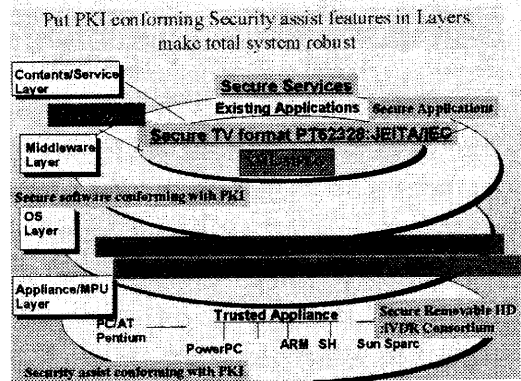 Put PKI conforming Security assist features in Layers
make total system robust
Contents/Service
Layer
Secure Services
Existing Applications
Secure Applications
Secure TV format PT62328:JEITA/IEC
Middleware
Layer
Secure software conforming with PKI
OS
Layer
Appliance/MPU
Layer
Trusted Appliance
Secure Removable HD
:IVDR Consortium
PC/AT
Pentium
PowerPC
ARM
SH
Sun Sparc
Security assist conforming with PKI